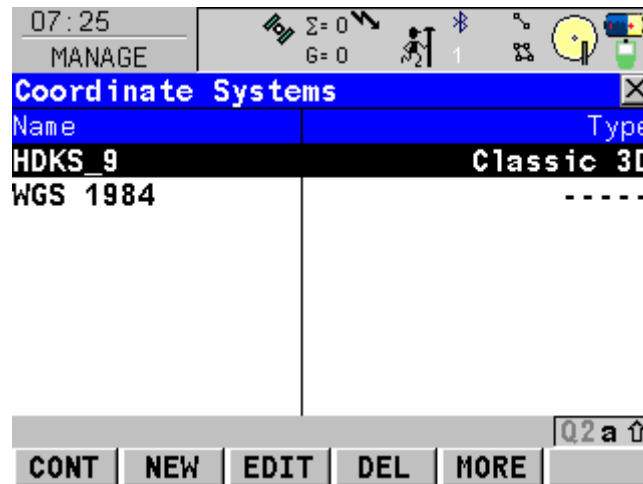 07:25
MANAGE
Σ= 0
G= 0
1
Coordinate Systems
Name Type
HDKS_9 Classic 3D
WGS 1984 -----
Q2 a ⇧
CONT NEW EDIT DEL MORE